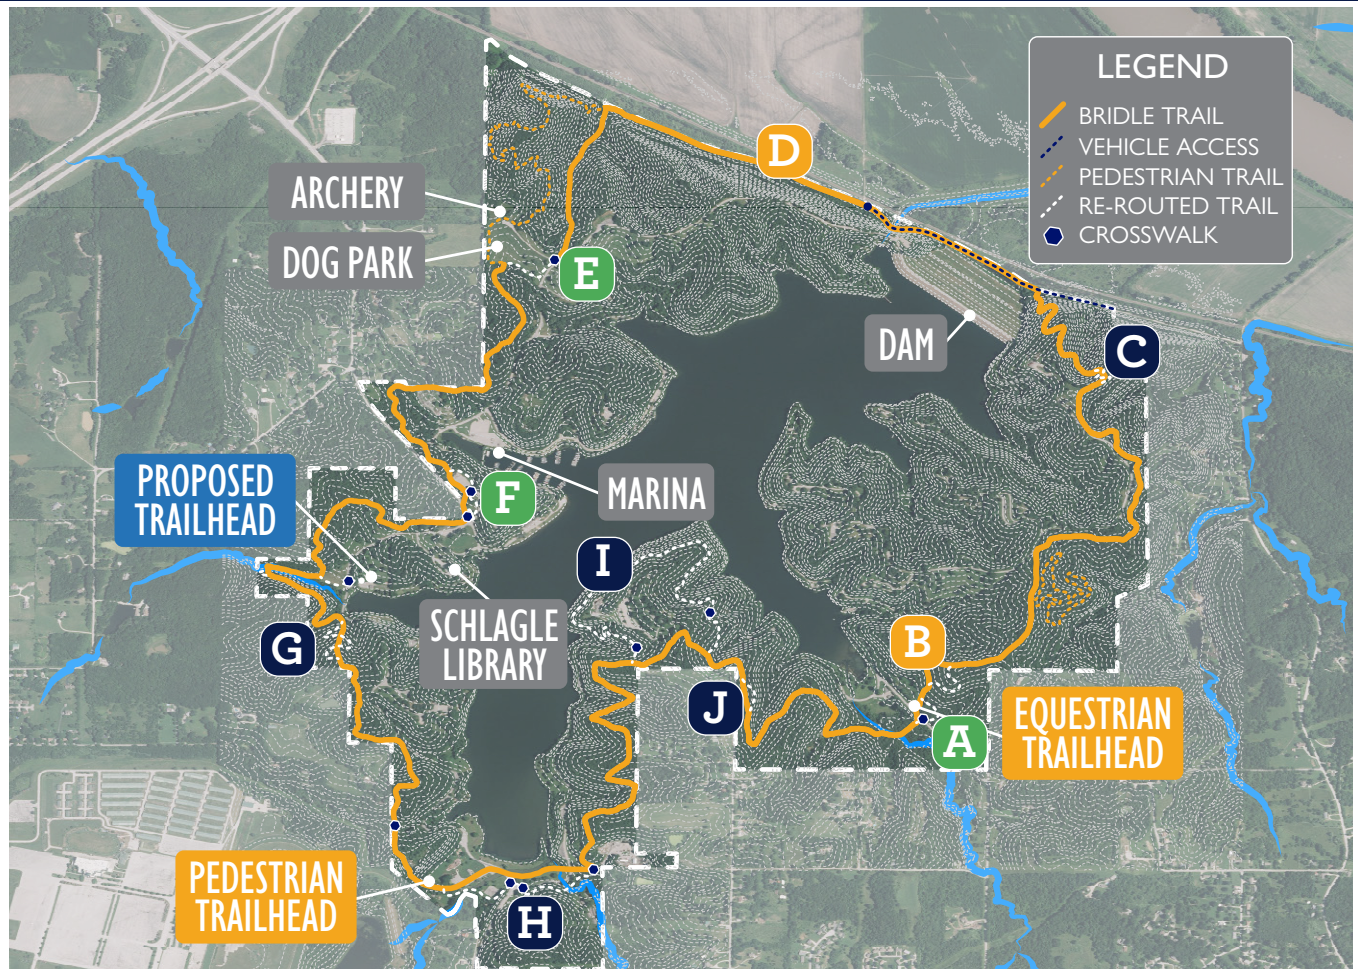 LEGEND
BRIDLE TRAIL
VEHICLE ACCESS
PEDESTRIAN TRAIL
RE-ROUTED TRAIL
CROSSWALK
D
ARCHERY
DOG PARK
E
DAM
C
PROPOSED
TRAILHEAD
F
MARINA
I
SCHLAGLE
LIBRARY
G
B
J
A
EQUESTRIAN
TRAILHEAD
PEDESTRIAN
TRAILHEAD
H